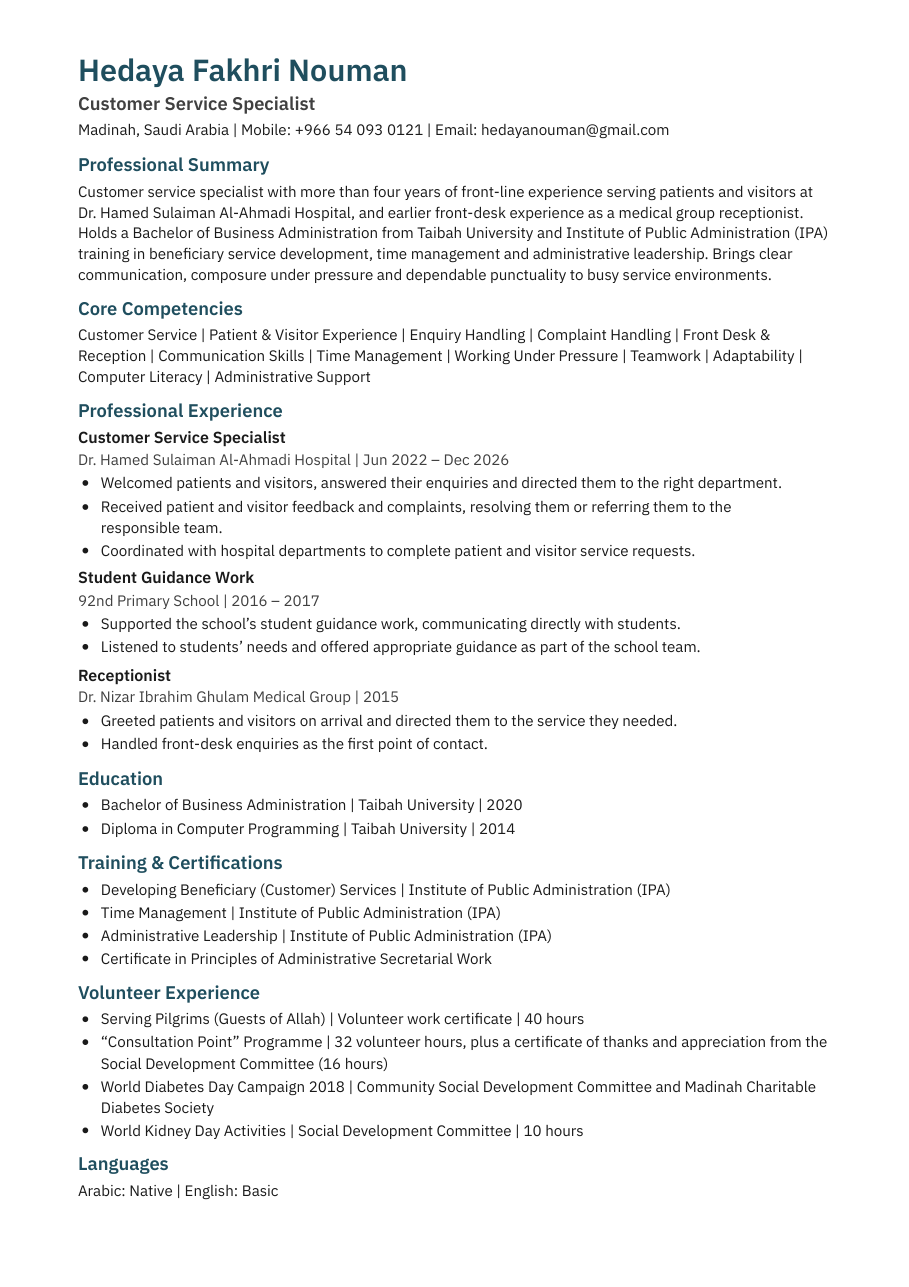 Hedaya Fakhri Nouman
Customer Service Specialist
Madinah, Saudi Arabia | Mobile: +966 54 093 0121 | Email: hedayanouman@gmail.com
Professional Summary
Customer service specialist with more than four years of front-line experience serving patients and visitors at
Dr. Hamed Sulaiman Al-Ahmadi Hospital, and earlier front-desk experience as a medical group receptionist.
Holds a Bachelor of Business Administration from Taibah University and Institute of Public Administration (IPA)
training in beneficiary service development, time management and administrative leadership. Brings clear
communication, composure under pressure and dependable punctuality to busy service environments.
Core Competencies
Customer Service | Patient & Visitor Experience | Enquiry Handling | Complaint Handling | Front Desk &
Reception | Communication Skills | Time Management | Working Under Pressure | Teamwork | Adaptability |
Computer Literacy | Administrative Support
Professional Experience
Customer Service Specialist
Dr. Hamed Sulaiman Al-Ahmadi Hospital | Jun 2022 – Dec 2026
• Welcomed patients and visitors, answered their enquiries and directed them to the right department.
• Received patient and visitor feedback and complaints, resolving them or referring them to the
responsible team.
• Coordinated with hospital departments to complete patient and visitor service requests.
Student Guidance Work
92nd Primary School | 2016 – 2017
• Supported the school’s student guidance work, communicating directly with students.
• Listened to students’ needs and offered appropriate guidance as part of the school team.
Receptionist
Dr. Nizar Ibrahim Ghulam Medical Group | 2015
• Greeted patients and visitors on arrival and directed them to the service they needed.
• Handled front-desk enquiries as the first point of contact.
Education
• Bachelor of Business Administration | Taibah University | 2020
• Diploma in Computer Programming | Taibah University | 2014
Training & Certifications
• Developing Beneficiary (Customer) Services | Institute of Public Administration (IPA)
• Time Management | Institute of Public Administration (IPA)
• Administrative Leadership | Institute of Public Administration (IPA)
• Certificate in Principles of Administrative Secretarial Work
Volunteer Experience
• Serving Pilgrims (Guests of Allah) | Volunteer work certificate | 40 hours
• “Consultation Point” Programme | 32 volunteer hours, plus a certificate of thanks and appreciation from the
Social Development Committee (16 hours)
• World Diabetes Day Campaign 2018 | Community Social Development Committee and Madinah Charitable
Diabetes Society
• World Kidney Day Activities | Social Development Committee | 10 hours
Languages
Arabic: Native | English: Basic